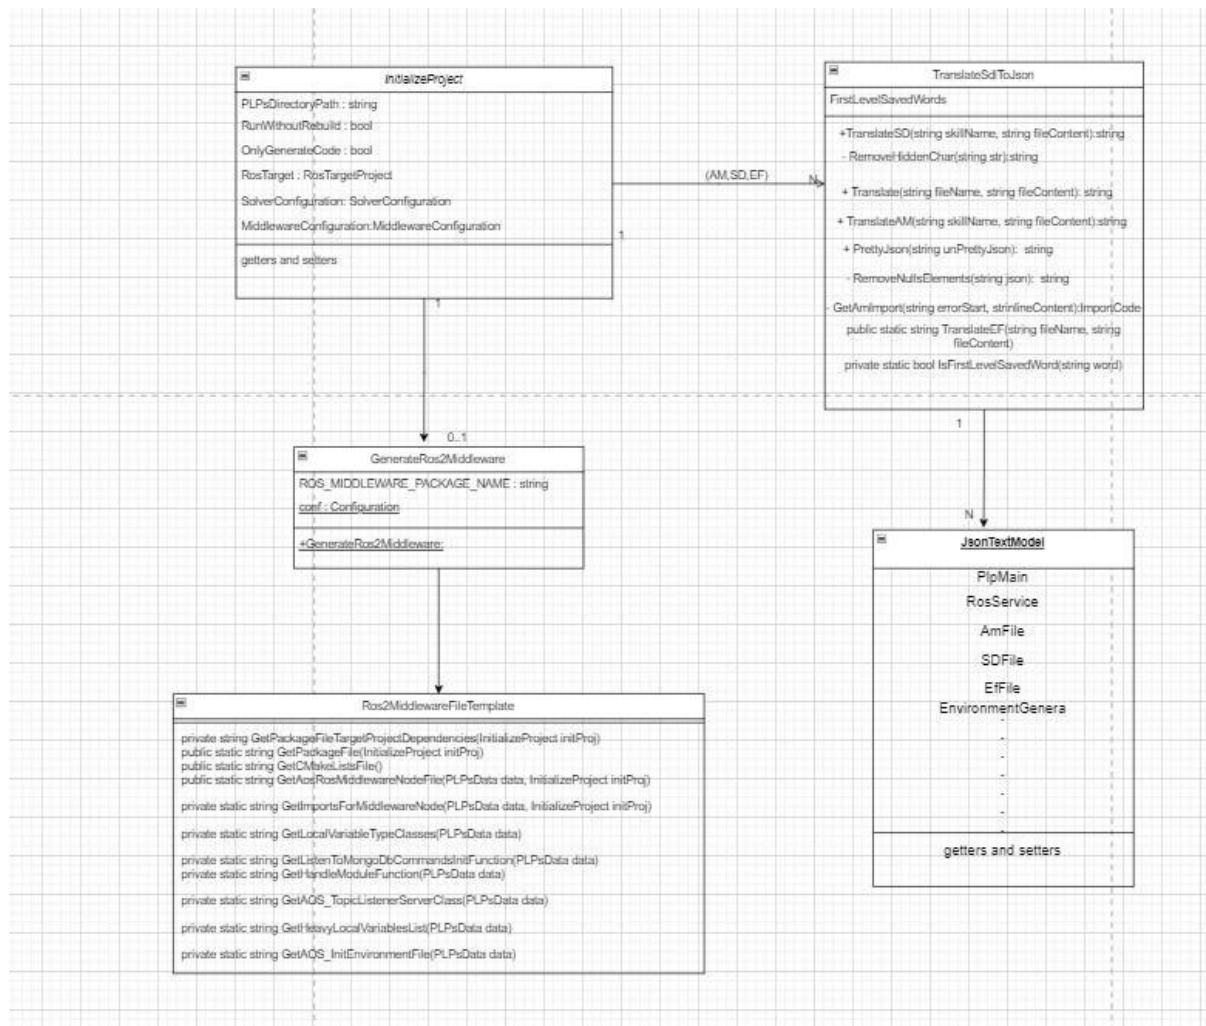 InitializeProject
PLPsDirectoryPath : string
RunWithoutRebuild : bool
OnlyGenerateCode : bool
RosTarget : RosTargetProject
SolverConfiguration: SolverConfiguration
MiddlewareConfiguration:MiddlewareConfiguration
getters and setters
(AM,SD,EF)
N
1
1
TranslateSdlToJson
FirstLevelSavedWords
+TranslateSD(string skillName, string fileContent):string
- RemoveHiddenChar(string str):string
+ Translate(string fileName, string fileContent): string
+ TranslateAM(string skillName, string fileContent):string
+ PrettyJson(string unPrettyJson): string
- RemoveNullsElements(string json): string
- GetAmImport(string errorStart, strinlineContent):ImportCode
public static string TranslateEF(string fileName, string
fileContent)
private static bool IsFirstLevelSavedWord(string word)
0..1
1
GenerateRos2Middleware
ROS_MIDDLEWARE_PACKAGE_NAME : string
conf : Configuration
+GenerateRos2Middleware:
N
JsonTextModel
PlpMain
RosService
AmFile
SDFile
EfFile
EnvironmentGenera
-
-
-
-
-
-
-
getters and setters
Ros2MiddlewareFileTemplate
private string GetPackageFileTargetProjectDependencies(InitializeProject initProj)
public static string GetPackageFile(InitializeProject initProj)
public static string GetCMakeListsFile()
public static string GetAosRosMiddlewareNodeFile(PLPsData data, InitializeProject initProj)
private static string GetImportsForMiddlewareNode(PLPsData data, InitializeProject initProj)
private static string GetLocalVariableTypeClasses(PLPsData data)
private static string GetListenToMongoDbCommandsInitFunction(PLPsData data)
private static string GetHandleModuleFunction(PLPsData data)
private static string GetAOS_TopicListenerServerClass(PLPsData data)
private static string GetHeavyLocalVariablesList(PLPsData data)
private static string GetAOS_InitEnvironmentFile(PLPsData data)